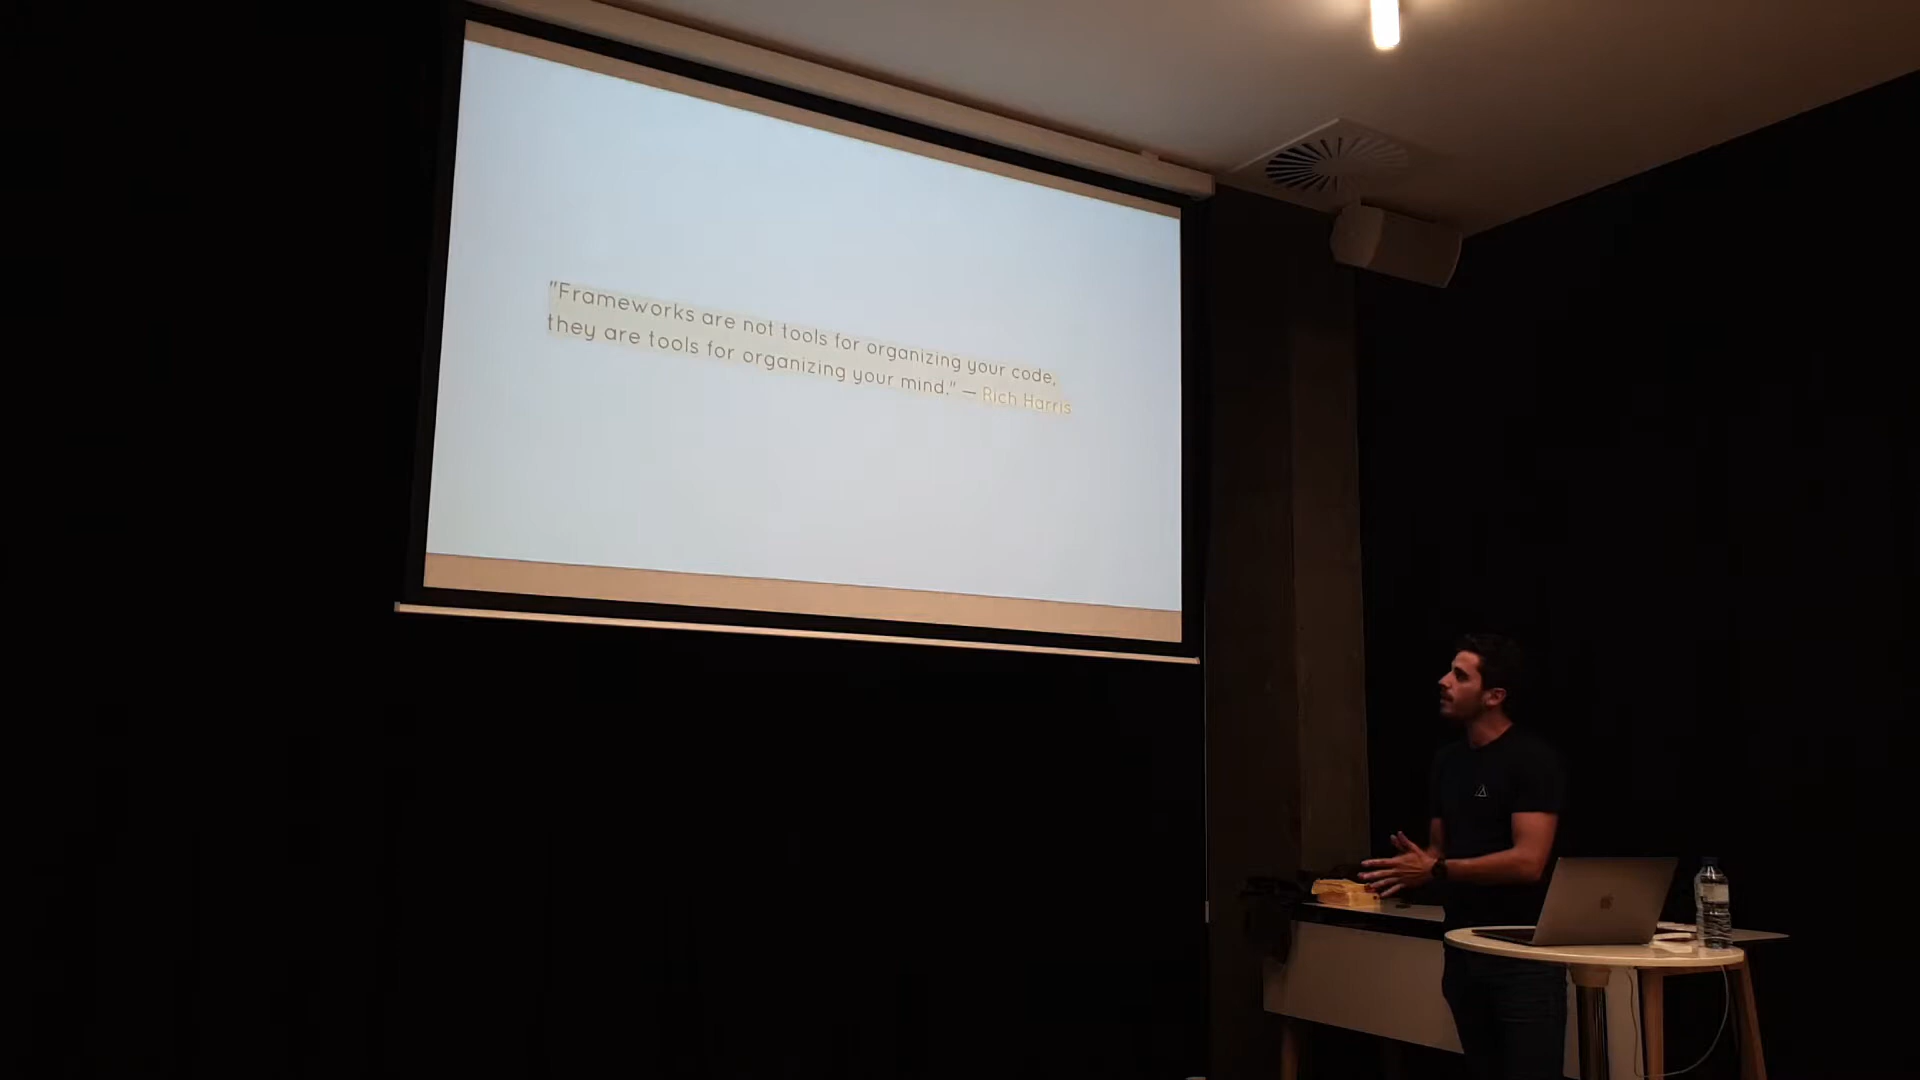 "Frameworks are not tools for organizing your code,
they are tools for organizing your mind." — Rich Harris